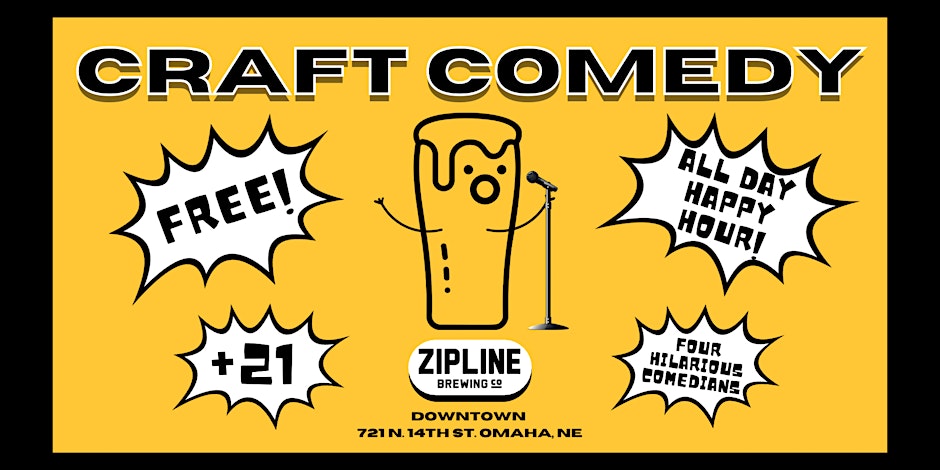 CRAFT COMEDY
FREE!
ALL DAY
HAPPY
HOUR!
+21
ZIPLINE
BREWING CO
FOUR
HILARIOUS
COMEDIANS
DOWNTOWN
721 N. 14TH ST. OMAHA, NE